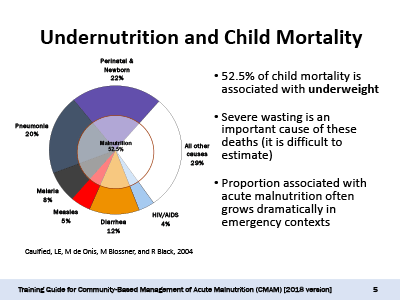 Undernutrition and Child Mortality
Perinatal &
Newborn
22%
Pneumonia
20%
Malnutrition
52.5%
All other
causes
29%
Malaria
8%
Measles
5%
Diarrhea
12%
HIV/AIDS
4%
• 52.5% of child mortality is
associated with underweight
• Severe wasting is an
important cause of these
deaths (it is difficult to
estimate)
• Proportion associated with
acute malnutrition often
grows dramatically in
emergency contexts
Caulfied, LE, M de Onis, M Blossner, and R Black, 2004
Training Guide for Community-Based Management of Acute Malnutrition (CMAM) [2018 version]
5